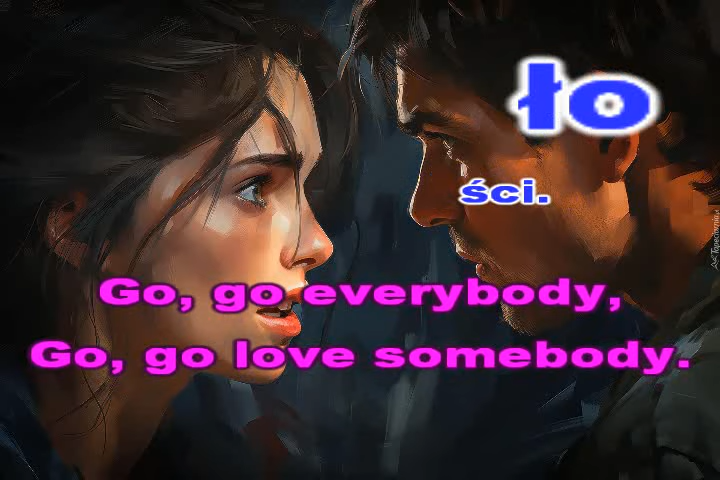 ło
ści.
Go, go everybody,
Go, go love somebody.